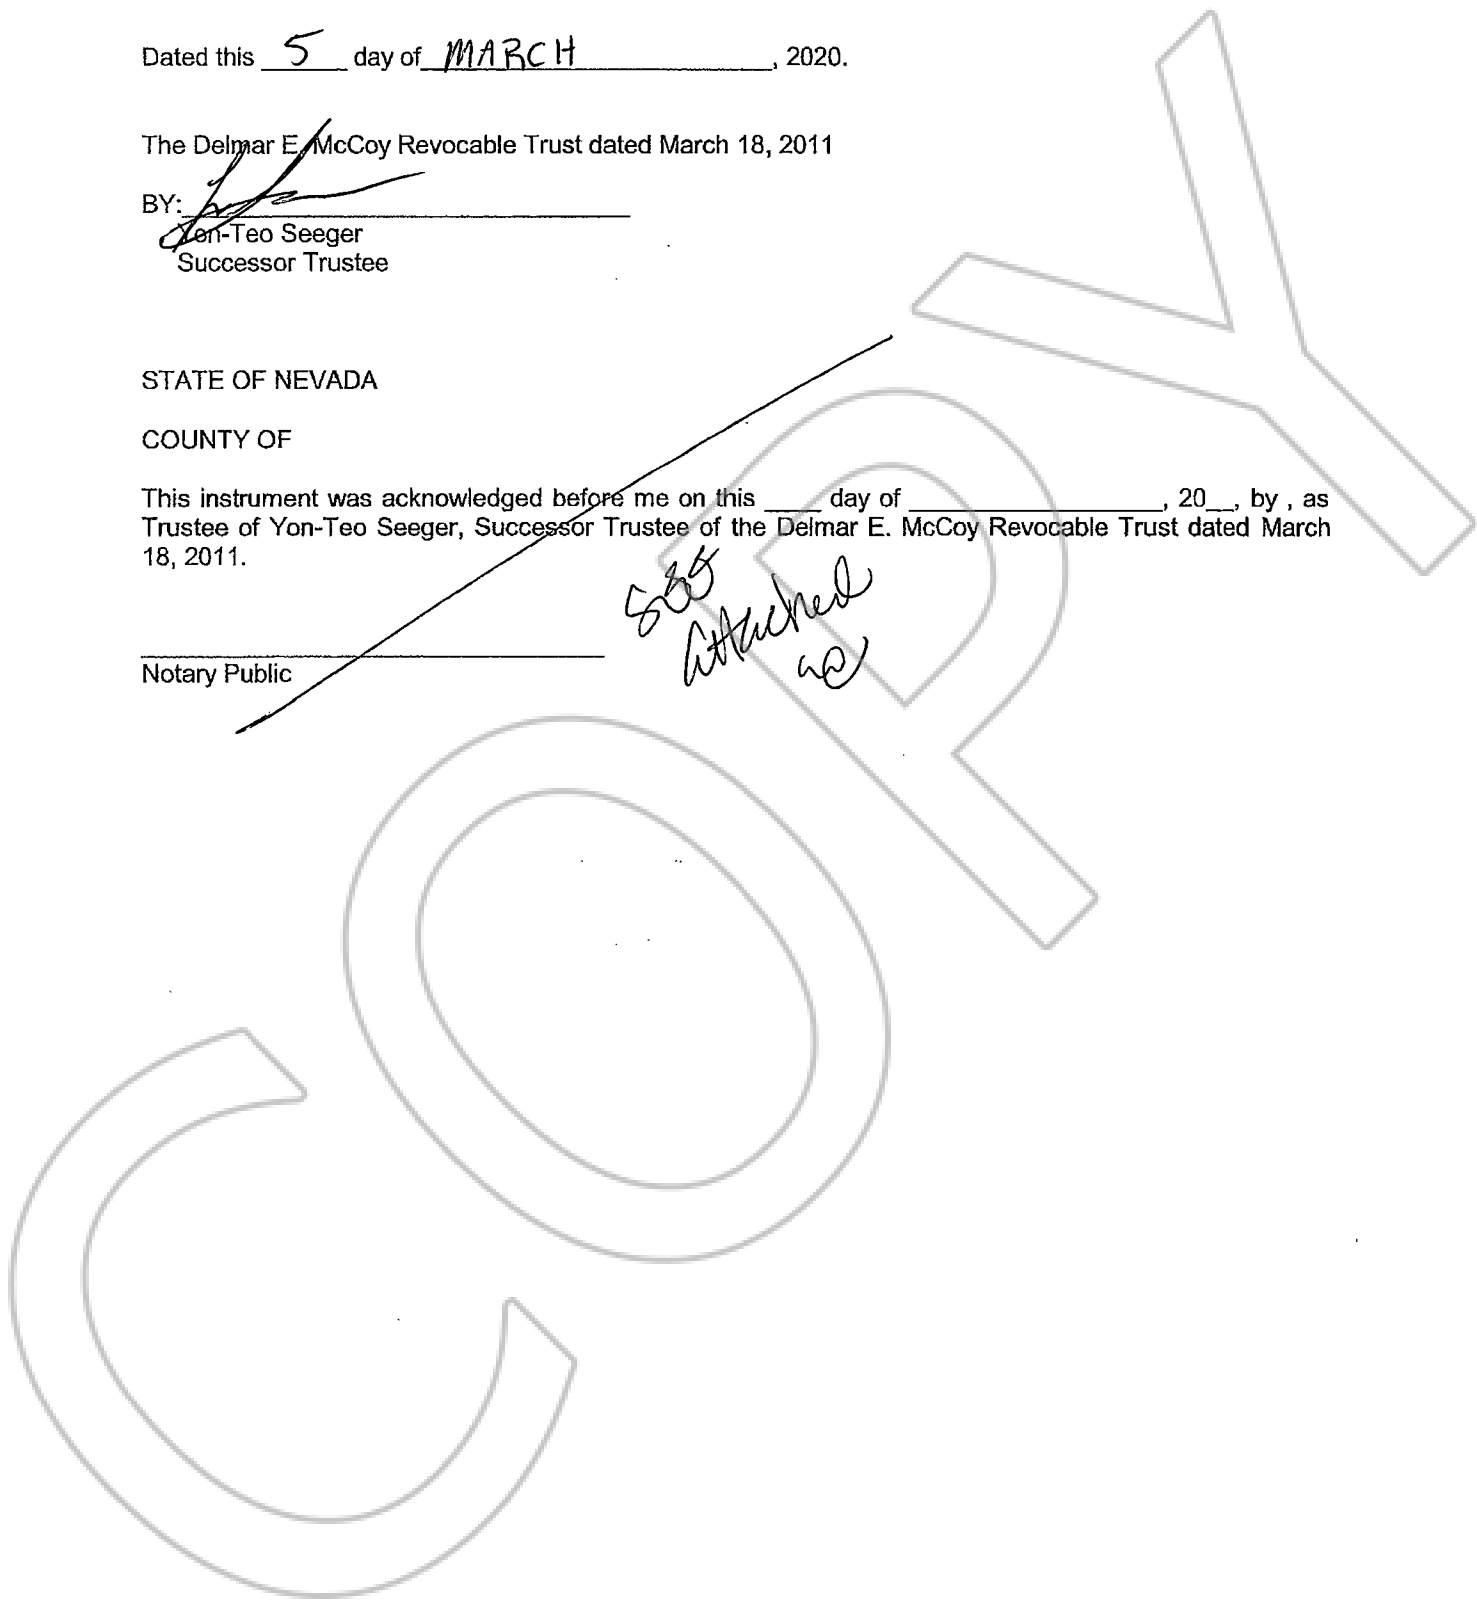 Dated this 5 day of MARCH, 2020.
The Delmar E. McCoy Revocable Trust dated March 18, 2011
BY:
Yon-Teo Seeger
Successor Trustee
STATE OF NEVADA
COUNTY OF
This instrument was acknowledged before me on this ____ day of ____________________, 20__, by , as
Trustee of Yon-Teo Seeger, Successor Trustee of the Delmar E. McCoy Revocable Trust dated March
18, 2011.
See
Attached
Notary Public
COPY